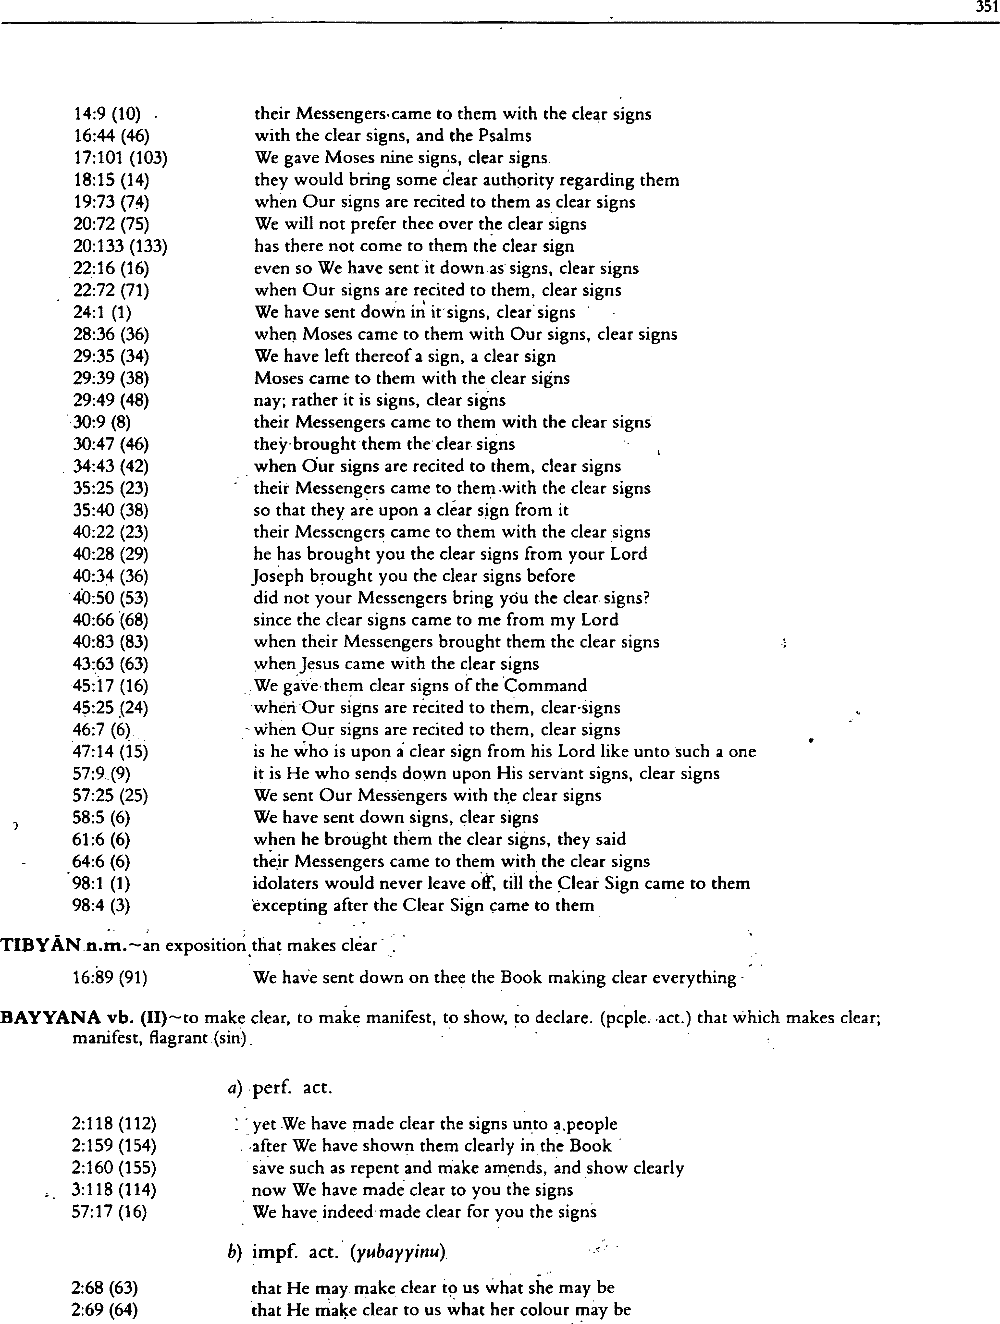 351
14:9 (10) their Messengers came to them with the clear signs
16:44 (46) with the clear signs, and the Psalms
17:101 (103) We gave Moses nine signs, clear signs
18:15 (14) they would bring some clear authority regarding them
19:73 (74) when Our signs are recited to them as clear signs
20:72 (75) We will not prefer thee over the clear signs
20:133 (133) has there not come to them the clear sign
22:16 (16) even so We have sent it down as signs, clear signs
22:72 (71) when Our signs are recited to them, clear signs
24:1 (1) We have sent down in it signs, clear signs
28:36 (36) when Moses came to them with Our signs, clear signs
29:35 (34) We have left thereof a sign, a clear sign
29:39 (38) Moses came to them with the clear signs
29:49 (48) nay; rather it is signs, clear signs
30:9 (8) their Messengers came to them with the clear signs
30:47 (46) they brought them the clear signs
34:43 (42) when Our signs are recited to them, clear signs
35:25 (23) their Messengers came to them with the clear signs
35:40 (38) so that they are upon a clear sign from it
40:22 (23) their Messengers came to them with the clear signs
40:28 (29) he has brought you the clear signs from your Lord
40:34 (36) Joseph brought you the clear signs before
40:50 (53) did not your Messengers bring you the clear signs?
40:66 (68) since the clear signs came to me from my Lord
40:83 (83) when their Messengers brought them the clear signs
43:63 (63) when Jesus came with the clear signs
45:17 (16) We gave them clear signs of the Command
45:25 (24) when Our signs are recited to them, clear signs
46:7 (6) when Our signs are recited to them, clear signs
47:14 (15) is he who is upon a clear sign from his Lord like unto such a one
57:9 (9) it is He who sends down upon His servant signs, clear signs
57:25 (25) We sent Our Messengers with the clear signs
58:5 (6) We have sent down signs, clear signs
61:6 (6) when he brought them the clear signs, they said
64:6 (6) their Messengers came to them with the clear signs
98:1 (1) idolaters would never leave off, till the Clear Sign came to them
98:4 (3) excepting after the Clear Sign came to them
TIBYĀN n.m.~an exposition that makes clear
16:89 (91) We have sent down on thee the Book making clear everything
BAYYANA vb. (II)~to make clear, to make manifest, to show, to declare. (pcple. act.) that which makes clear;
manifest, flagrant (sin)
a) perf. act.
2:118 (112) yet We have made clear the signs unto a people
2:159 (154) after We have shown them clearly in the Book
2:160 (155) save such as repent and make amends, and show clearly
3:118 (114) now We have made clear to you the signs
57:17 (16) We have indeed made clear for you the signs
b) impf. act. (yubayyinu)
2:68 (63) that He may make clear to us what she may be
2:69 (64) that He make clear to us what her colour may be